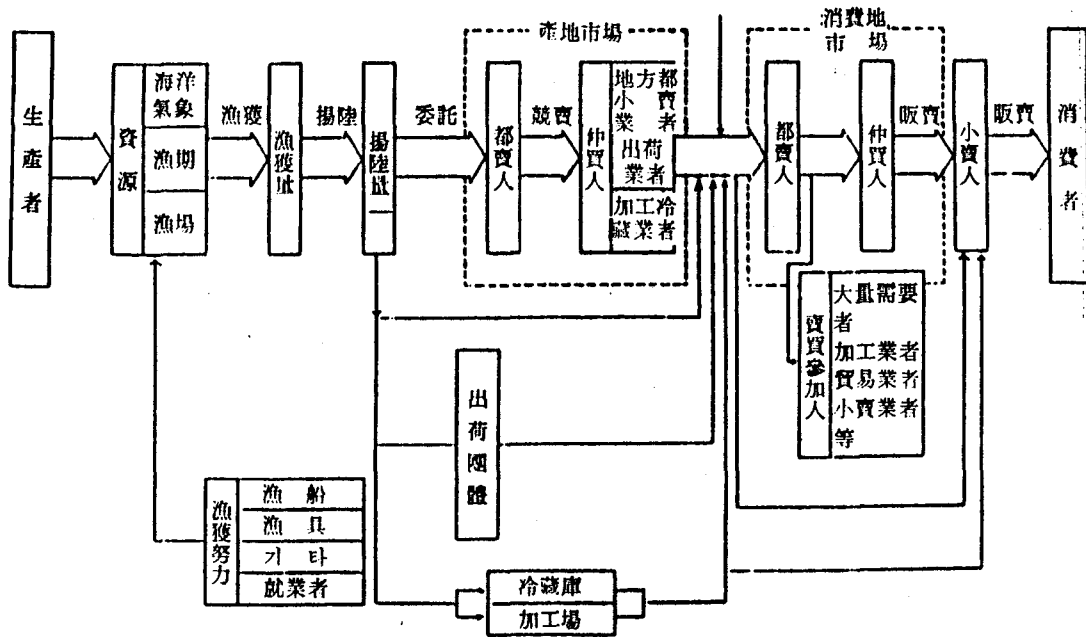 生產者
資源
海洋
氣象
漁期
漁場
漁獲
漁獲量
揚陸
揚陸量
委託
產地市場
都賣人
競賣
仲買人
地方都
小賣
業者
出荷
業者
加工冷
藏業者
消費地
市場
都賣人
仲買人
販賣
小賣人
販賣
消費者
賣買參加人
大量需要
者
加工業者
貿易業者
小賣業者
等
出荷團體
漁獲努力
漁船
漁具
기타
就業者
冷藏庫
加工場